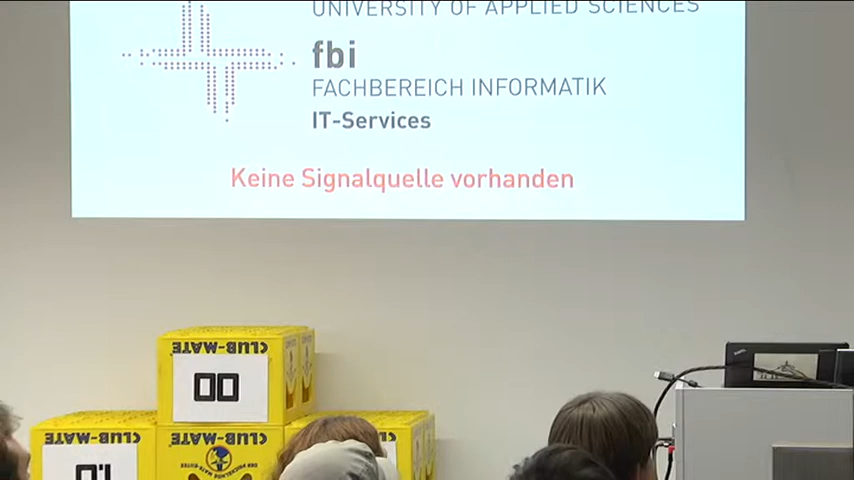 UNIVERSITY OF APPLIED SCIENCES
fbi
FACHBEREICH INFORMATIK
IT-Services
Keine Signalquelle vorhanden
CLUB-MATE
00
CLUB-MATE
CLUB-MATE
CLUB-MATE